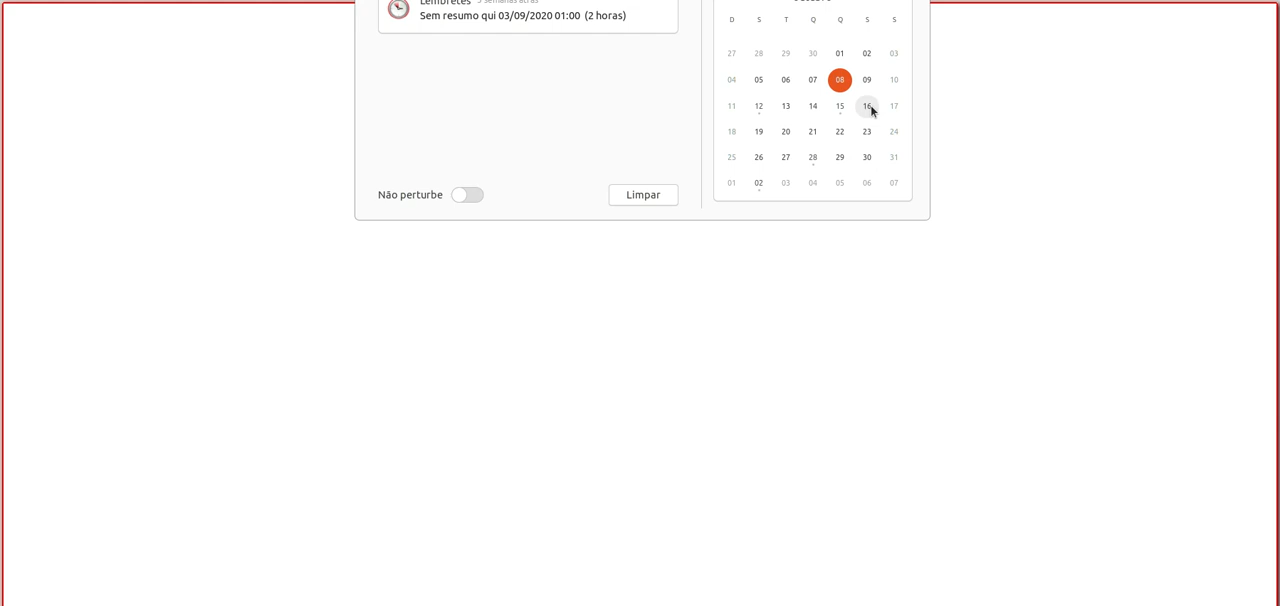 Lembretes
Sem resumo qui 03/09/2020 01:00 (2 horas)
Não perturbe
Limpar
D S T Q Q S S
27 28 29 30 01 02 03
04 05 06 07 08 09 10
11 12 13 14 15 16 17
18 19 20 21 22 23 24
25 26 27 28 29 30 31
01 02 03 04 05 06 07